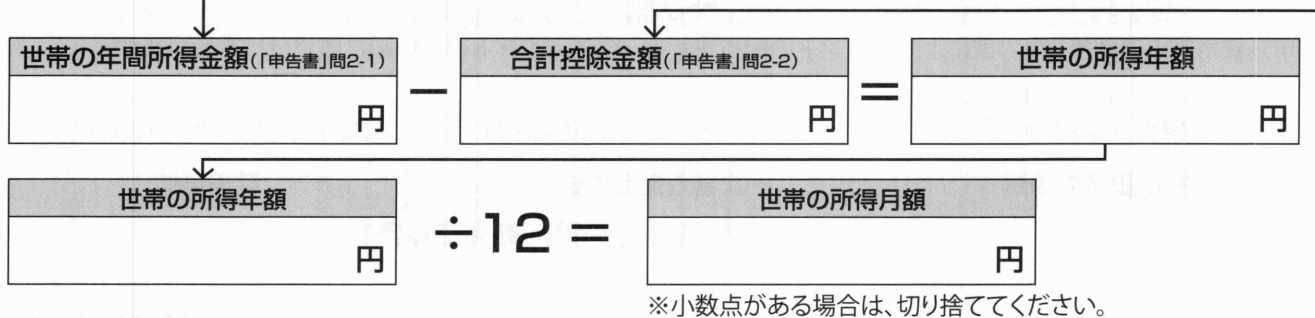 世帯の年間所得金額(「申告書」問2-1)
合計控除金額(「申告書」問2-2)
世帯の所得年額
円 − 円 = 円
世帯の所得年額
世帯の所得月額
円 ÷12= 円
※小数点がある場合は、切り捨ててください。